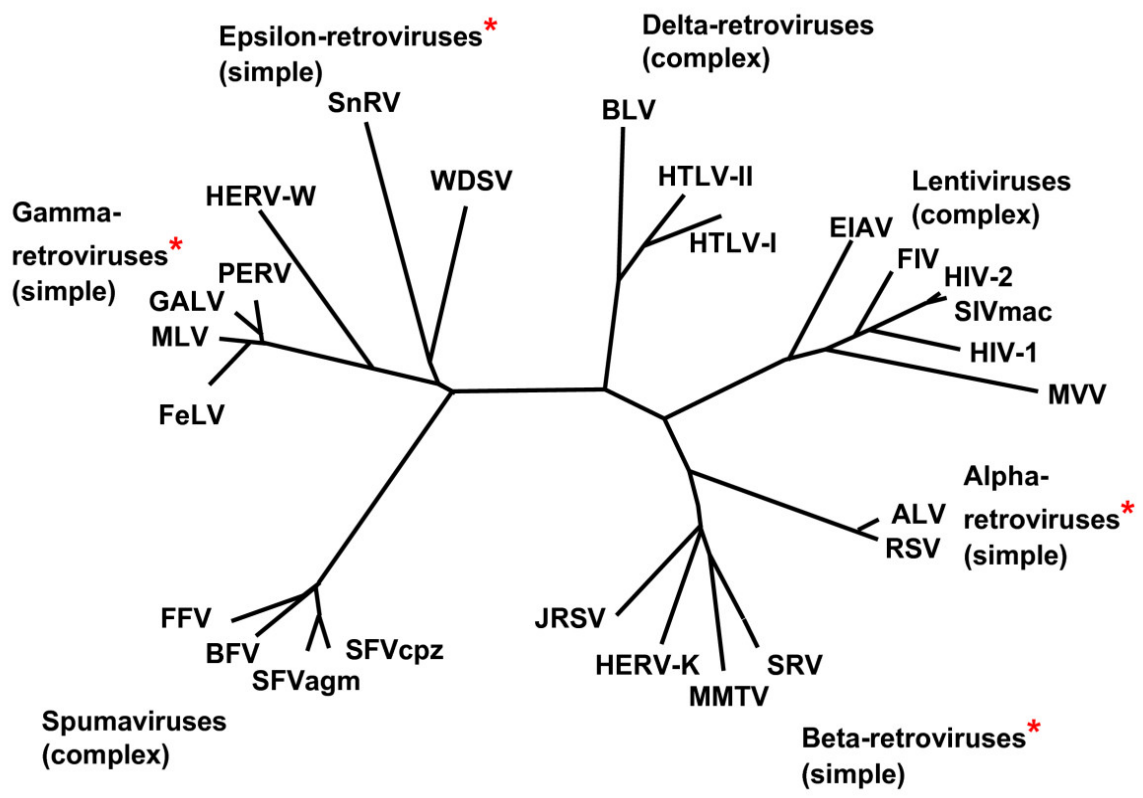 Epsilon-retroviruses*
(simple)
Delta-retroviruses
(complex)
SnRV
BLV
WDSV
HTLV-II
HTLV-I
HERV-W
Gamma-
retroviruses*
(simple)
PERV
GALV
MLV
FeLV
Lentiviruses
(complex)
EIAV
FIV
HIV-2
SIVmac
HIV-1
MVV
Alpha-
retroviruses*
(simple)
ALV
RSV
JRSV
HERV-K
MMTV
SRV
Beta-retroviruses*
(simple)
FFV
BFV
SFVagm
SFVcpz
Spumaviruses
(complex)